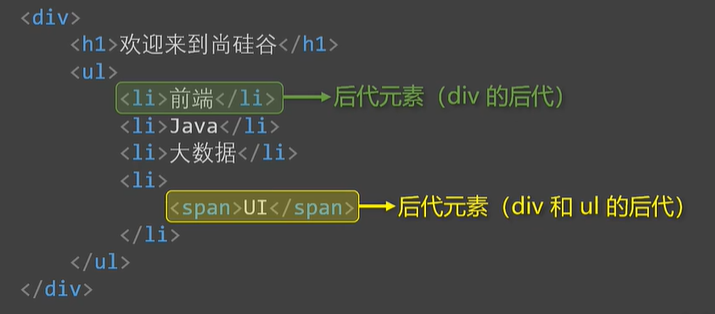 <div>
<h1>欢迎来到尚硅谷</h1>
<ul>
<li>前端</li> 后代元素（div 的后代）
<li>Java</li>
<li>大数据</li>
<li>
<span>UI</span> 后代元素（div 和 ul 的后代）
</li>
</ul>
</div>